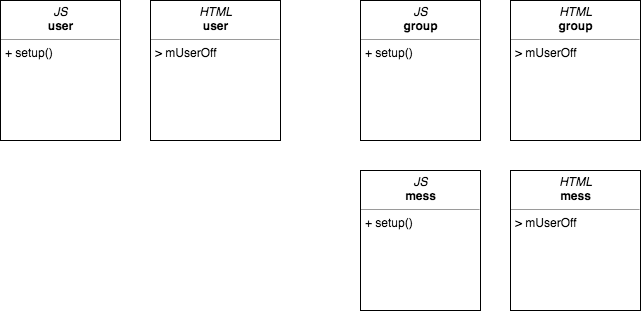 JS
user
+ setup()
HTML
user
> mUserOff
JS
group
+ setup()
HTML
group
> mUserOff
JS
mess
+ setup()
HTML
mess
> mUserOff